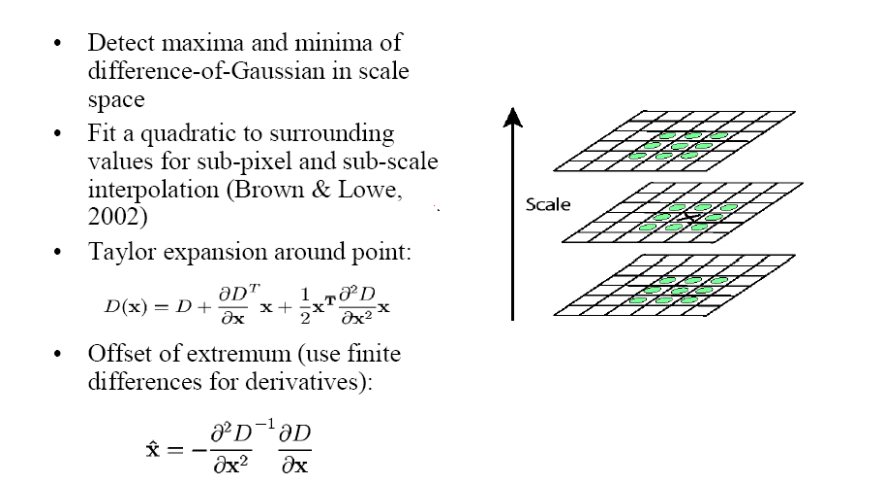 • Detect maxima and minima of
difference-of-Gaussian in scale
space
• Fit a quadratic to surrounding
values for sub-pixel and sub-scale
interpolation (Brown & Lowe,
2002)
• Taylor expansion around point:
D(x) = D + ∂D^T/∂x x + 1/2 x^T ∂²D/∂x² x
• Offset of extremum (use finite
differences for derivatives):
x̂ = −∂²D⁻¹/∂x² ∂D/∂x
Scale